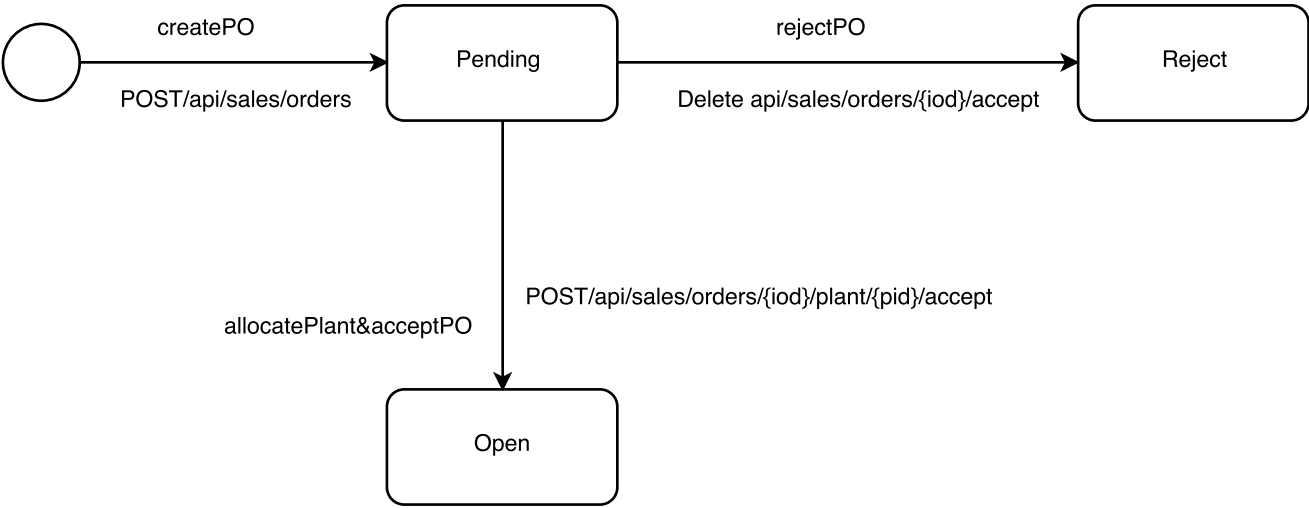 createPO
Pending
rejectPO
Reject
POST/api/sales/orders
Delete api/sales/orders/{iod}/accept
POST/api/sales/orders/{iod}/plant/{pid}/accept
allocatePlant&acceptPO
Open